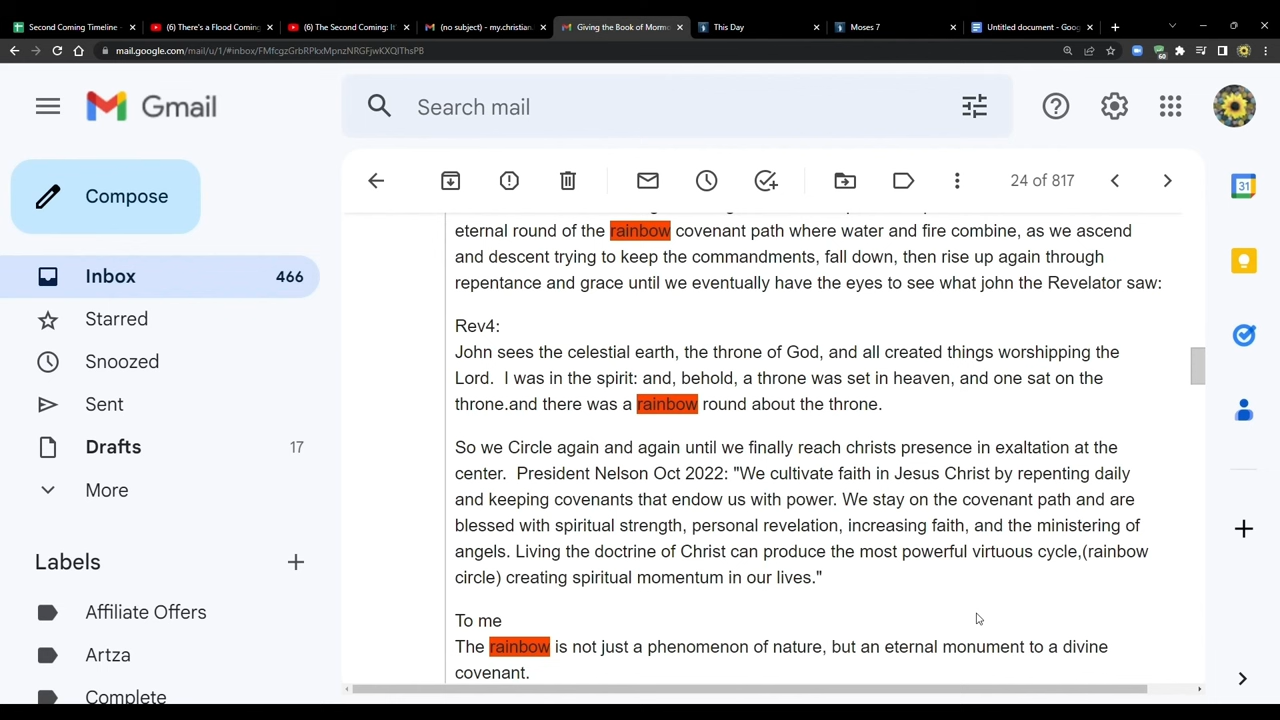 Second Coming Timeline -
(6) There's a Flood Coming
(6) The Second Coming: It
(no subject) - my.christian
Giving the Book of Mormo
This Day
Moses 7
Untitled document - Goog
mail.google.com/mail/u/1/#inbox/FMfcgzGrbRPkxMpnzNRGFjwKXQIThsPB
60
Gmail
Search mail
Compose
24 of 817
31
Inbox 466
Starred
Snoozed
Sent
Drafts 17
More
Labels
Affiliate Offers
Artza
Complete
eternal round of the rainbow covenant path where water and fire combine, as we ascend
and descent trying to keep the commandments, fall down, then rise up again through
repentance and grace until we eventually have the eyes to see what john the Revelator saw:
Rev4:
John sees the celestial earth, the throne of God, and all created things worshipping the
Lord.  I was in the spirit: and, behold, a throne was set in heaven, and one sat on the
throne.and there was a rainbow round about the throne.
So we Circle again and again until we finally reach christs presence in exaltation at the
center.  President Nelson Oct 2022: "We cultivate faith in Jesus Christ by repenting daily
and keeping covenants that endow us with power. We stay on the covenant path and are
blessed with spiritual strength, personal revelation, increasing faith, and the ministering of
angels. Living the doctrine of Christ can produce the most powerful virtuous cycle,(rainbow
circle) creating spiritual momentum in our lives."
To me
The rainbow is not just a phenomenon of nature, but an eternal monument to a divine
covenant.